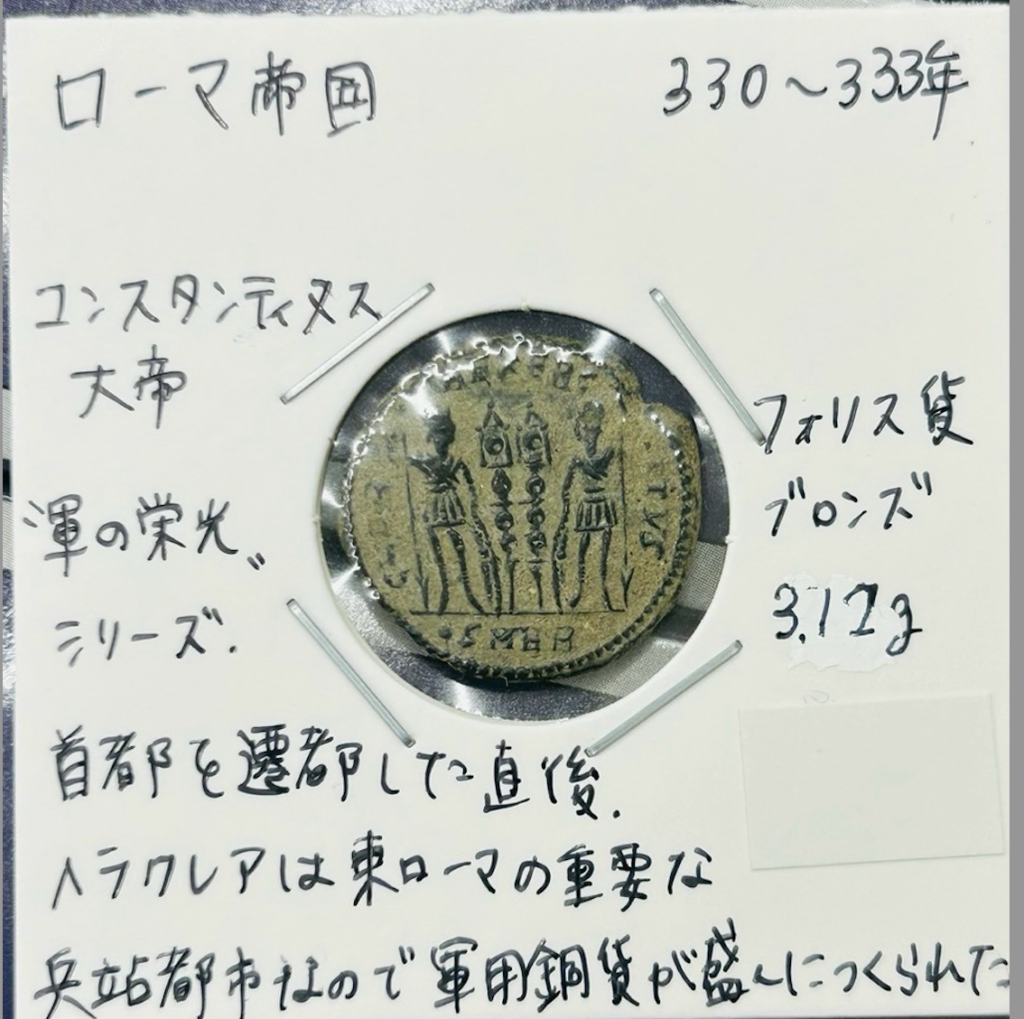 ローマ帝国
330～333年
コンスタンティヌス
大帝
フォリス貨
ブロンズ
3.12g
"軍の栄光"
シリーズ.
SMHB
首都を遷都した直後.
ヘラクレアは東ローマの重要な
兵站都市なので軍用銅貨が盛んにつくられた